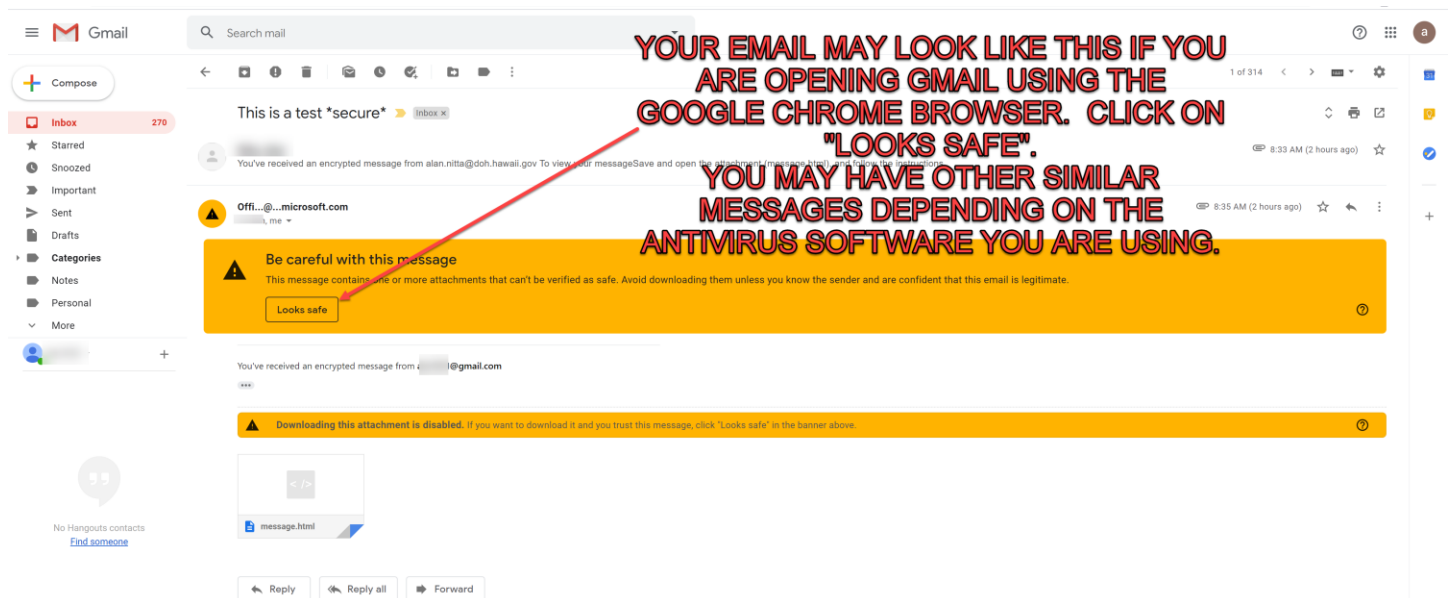 Gmail
Search mail
a
Compose
1 of 314
Inbox 270
Starred
Snoozed
Important
Sent
Drafts
Categories
Notes
Personal
More
This is a test *secure* Inbox x
You've received an encrypted message from alan.nitta@doh.hawaii.gov To view your messageSave and open the attachment (message.html), and follow the instructions
8:33 AM (2 hours ago)
Offi...@...microsoft.com
, me
8:35 AM (2 hours ago)
YOUR EMAIL MAY LOOK LIKE THIS IF YOU
ARE OPENING GMAIL USING THE
GOOGLE CHROME BROWSER. CLICK ON
"LOOKS SAFE".
YOU MAY HAVE OTHER SIMILAR
MESSAGES DEPENDING ON THE
ANTIVIRUS SOFTWARE YOU ARE USING.
Be careful with this message
This message contains one or more attachments that can't be verified as safe. Avoid downloading them unless you know the sender and are confident that this email is legitimate.
Looks safe
You've received an encrypted message from @gmail.com
Downloading this attachment is disabled. If you want to download it and you trust this message, click "Looks safe" in the banner above.
</>
message.html
No Hangouts contacts
Find someone
Reply
Reply all
Forward
31